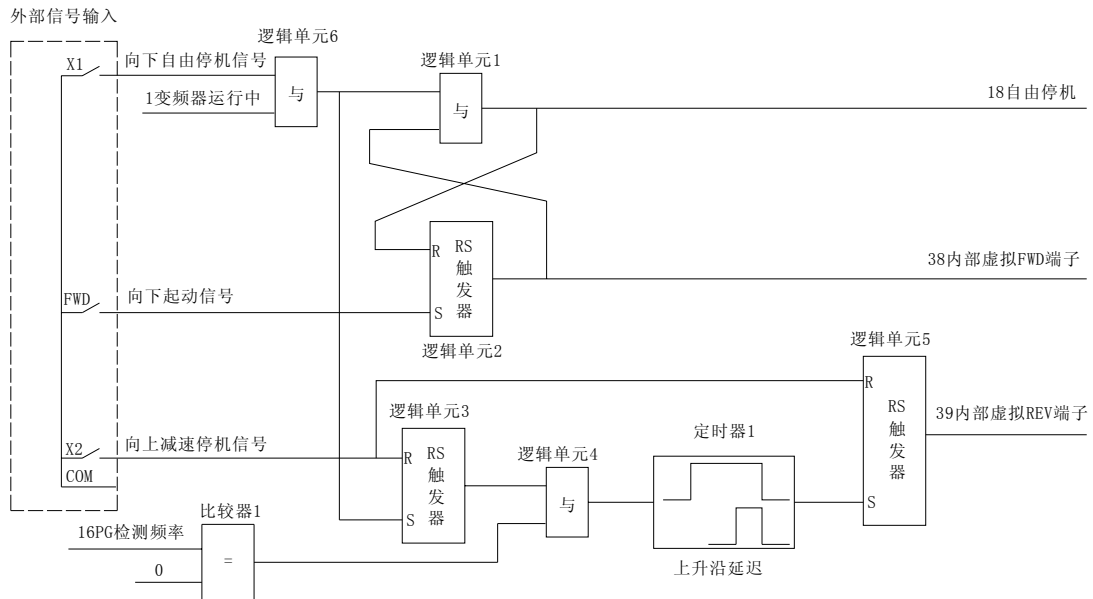 外部信号输入
X1
向下自由停机信号
1变频器运行中
逻辑单元6
与
逻辑单元1
与
18自由停机
R
RS触发器
S
逻辑单元2
38内部虚拟FWD端子
FWD
向下起动信号
逻辑单元5
R
RS触发器
S
39内部虚拟REV端子
X2
向上减速停机信号
COM
逻辑单元3
R
RS触发器
S
逻辑单元4
与
定时器1
上升沿延迟
比较器1
16PG检测频率
0
=